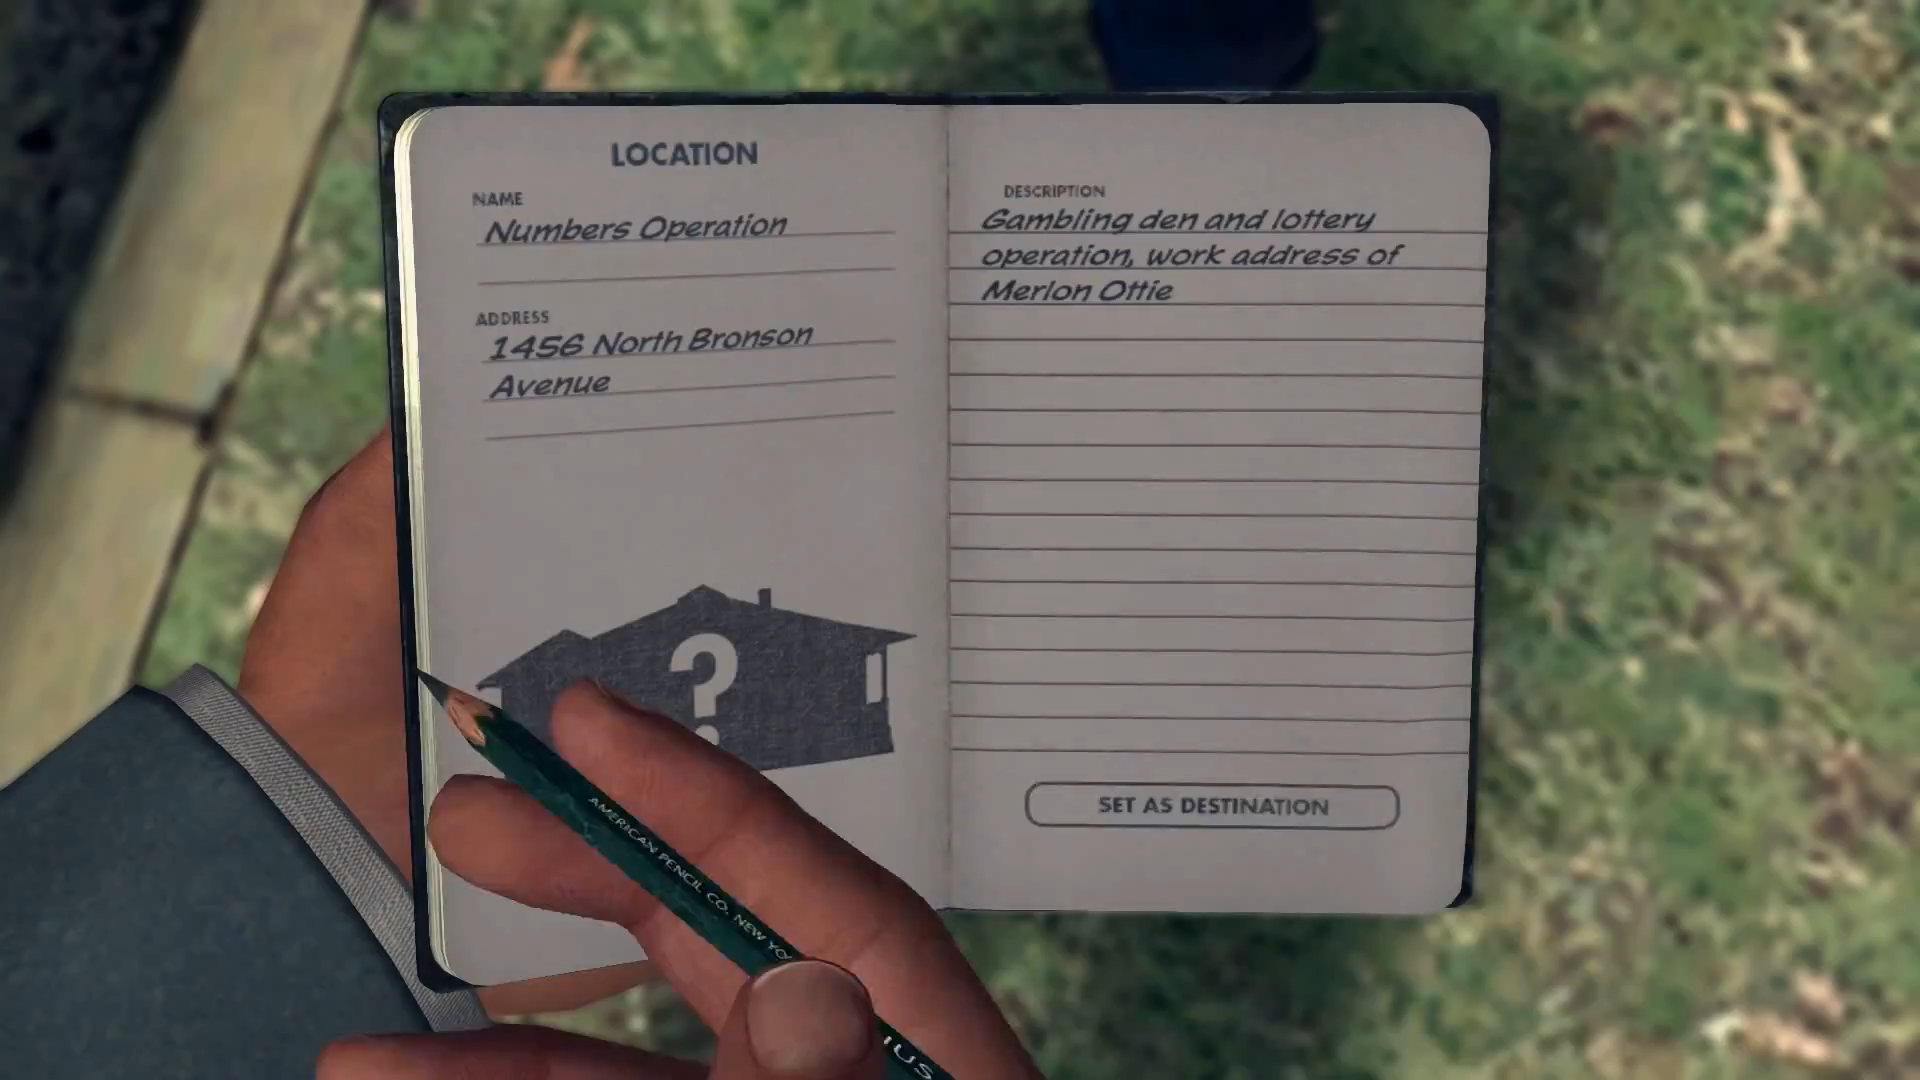 LOCATION
NAME
Numbers Operation
ADDRESS
1456 North Bronson
Avenue
DESCRIPTION
Gambling den and lottery
operation, work address of
Merlon Ottie
?
SET AS DESTINATION
AMERICAN PENCIL CO. NEW YO